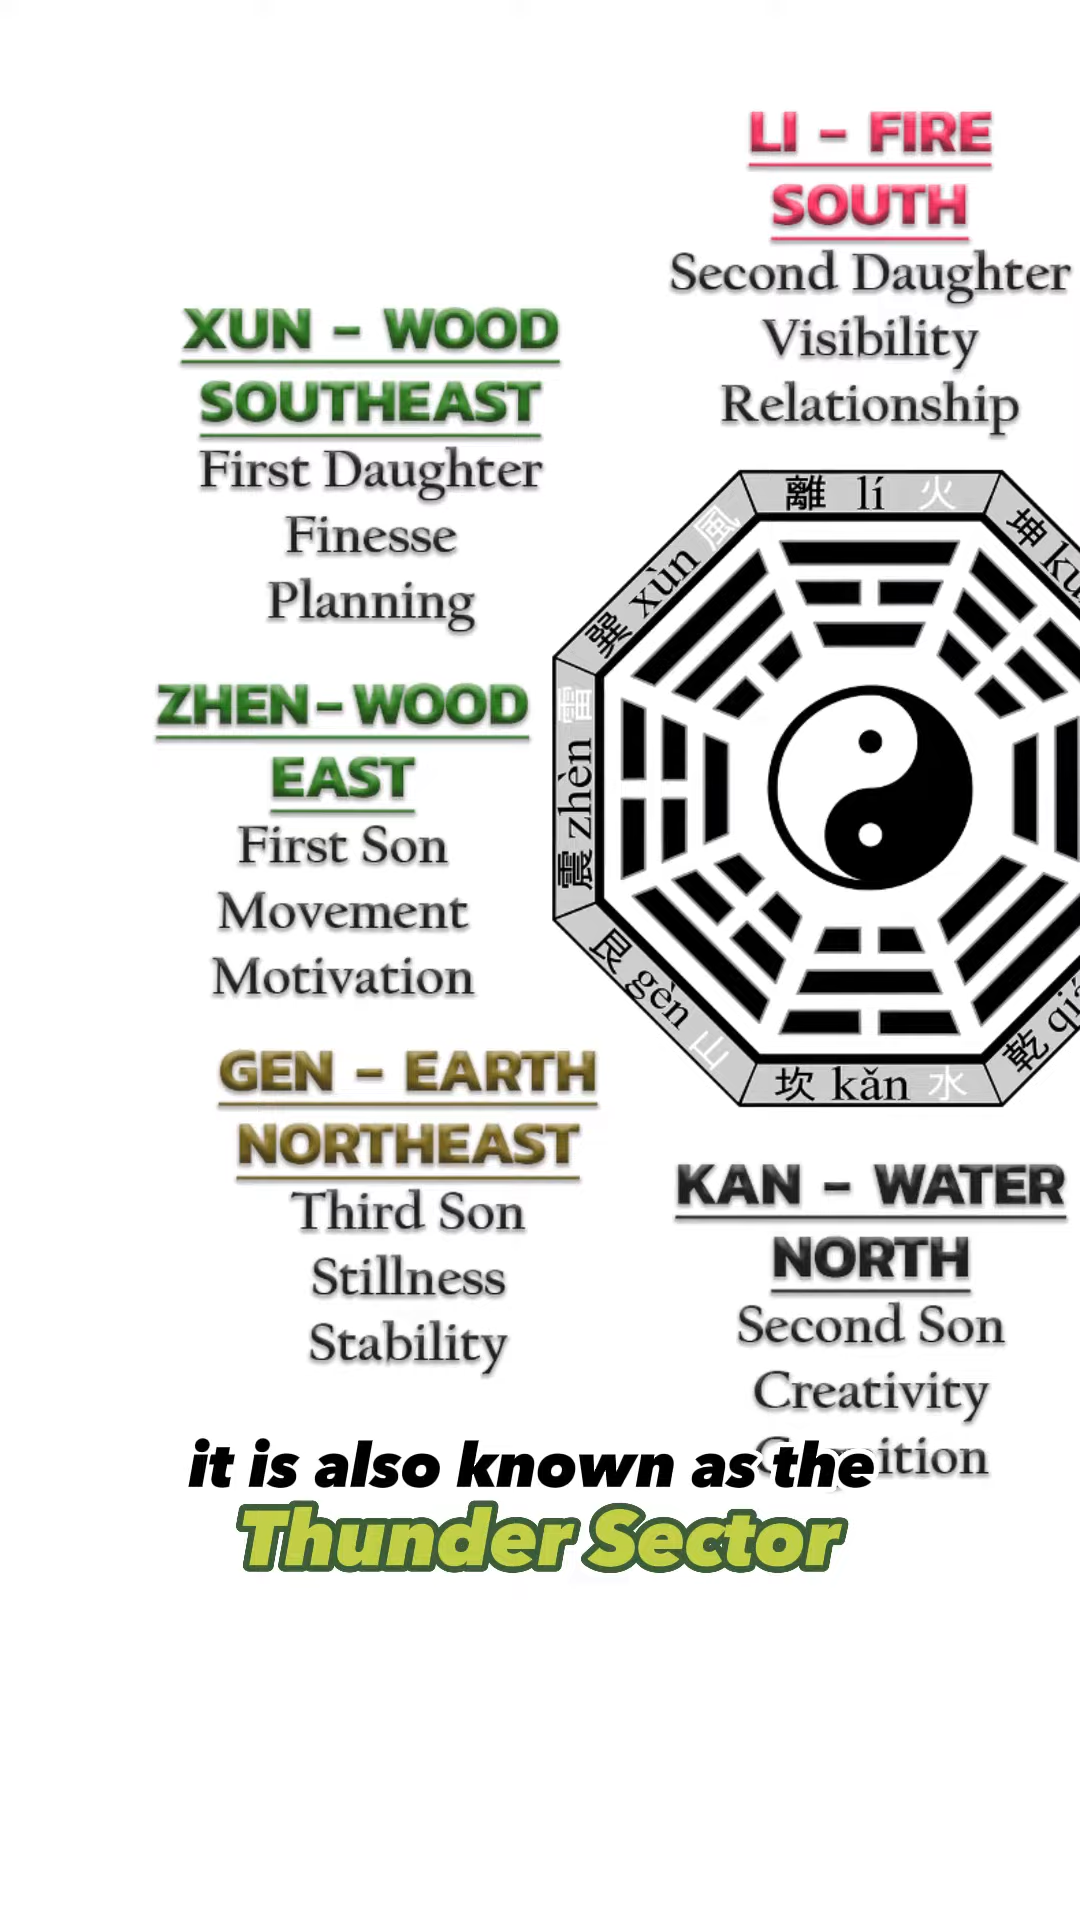 LI - FIRE
SOUTH
Second Daughter
Visibility
Relationship
XUN - WOOD
SOUTHEAST
First Daughter
Finesse
Planning
ZHEN-WOOD
EAST
First Son
Movement
Motivation
GEN - EARTH
NORTHEAST
Third Son
Stillness
Stability
離 lí 火
坤
巽 xùn 風
震 zhèn 雷
艮 gèn 山
坎 kǎn 水
乾
KAN - WATER
NORTH
Second Son
Creativity
it is also known as the
Thunder Sector